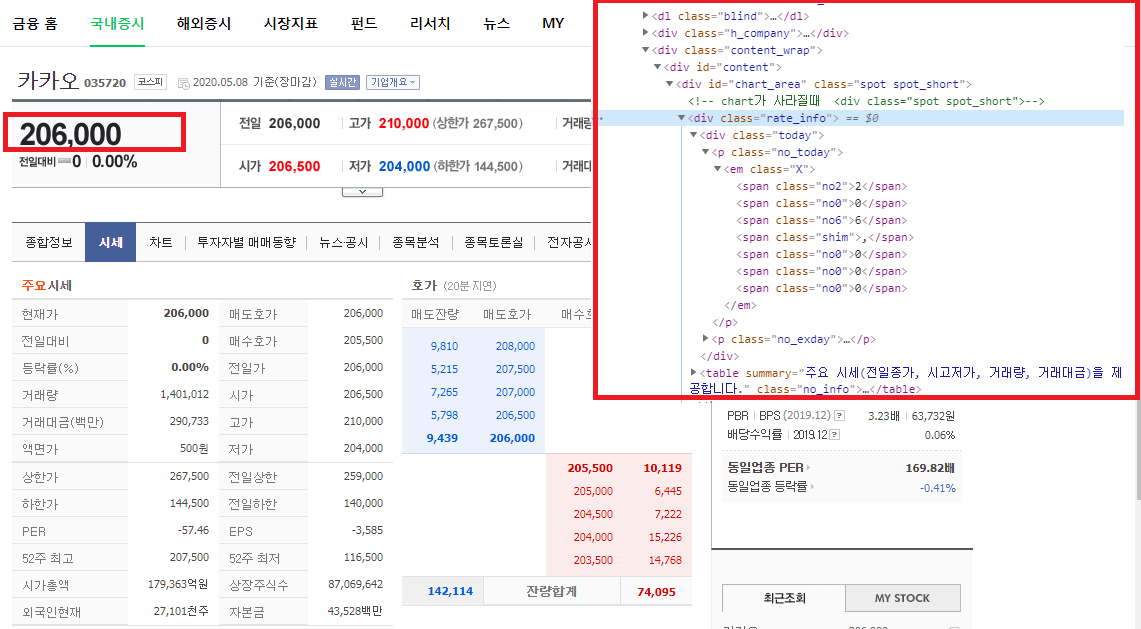 금융 홈 국내증시 해외증시 시장지표 펀드 리서치 뉴스 MY
카카오 035720 코스피 2020.05.08 기준(장마감) 실시간 기업개요
206,000
전일대비 0 0.00%
전일 206,000 고가 210,000 (상한가 267,500) 거래량
시가 206,500 저가 204,000 (하한가 144,500)
종합정보 시세 차트 투자자별 매매동향 뉴스·공시 종목분석 종목토론실 전자공시
주요시세
현재가 206,000 매도호가 206,000
전일대비 0 매수호가 205,500
등락률(%) 0.00% 전일가 206,000
거래량 1,401,012 시가 206,500
거래대금(백만) 290,733 고가 210,000
액면가 500원 저가 204,000
상한가 267,500 전일상한 259,000
하한가 144,500 전일하한 140,000
PER -57.46 EPS -3,585
52주 최고 207,500 52주 최저 116,500
시가총액 179,363억원 상장주식수 87,069,642
외국인현재 27,101천주 자본금 43,528백만
호가 (20분 지연)
매도잔량 매도호가 매수호
9,810 208,000
5,215 207,500
7,265 207,000
5,798 206,500
9,439 206,000
205,500 10,119
205,000 6,445
204,500 7,222
204,000 15,226
203,500 14,768
142,114 잔량합계 74,095
<dl class="blind">…</dl>
<div class="h_company">…</div>
<div class="content_wrap">
<div id="content">
<div id="chart_area" class="spot spot_short">
<!-- chart가 사라질때 <div class="spot spot_short">-->
<div class="rate_info"> == $0
<div class="today">
<p class="no_today">
<em class="X">
<span class="no2">2</span>
<span class="no0">0</span>
<span class="no6">6</span>
<span class="shim">,</span>
<span class="no0">0</span>
<span class="no0">0</span>
<span class="no0">0</span>
</em>
</p>
<p class="no_exday">…</p>
</div>
<table summary="주요 시세(전일종가, 시고저가, 거래량, 거래대금)을 제
공합니다." class="no_info">…</table>
PBR BPS (2019.12) ? 3.23배 63,732원
배당수익률 2019.12 ? 0.06%
동일업종 PER 169.82배
동일업종 등락률 -0.41%
최근조회 MY STOCK